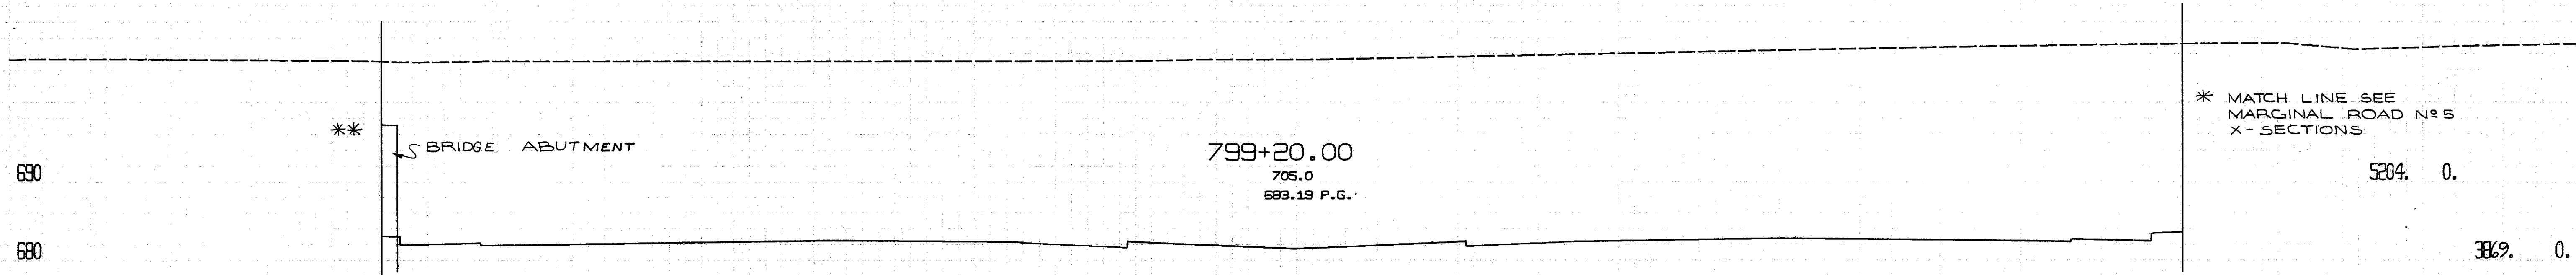 **
BRIDGE ABUTMENT
690
680
799+20.00
705.0
683.19 P.G.
* MATCH LINE SEE
MARGINAL ROAD Nº 5
X-SECTIONS
5204. 0.
3869. 0.